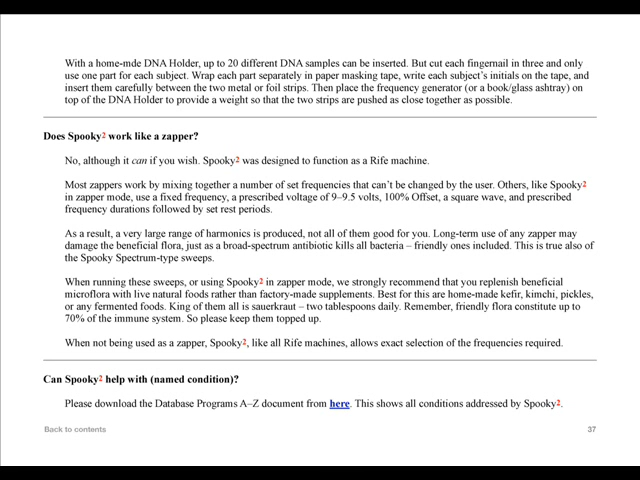 With a home-mde DNA Holder, up to 20 different DNA samples can be inserted. But cut each fingernail in three and only
use one part for each subject. Wrap each part separately in paper masking tape, write each subject's initials on the tape, and
insert them carefully between the two metal or foil strips. Then place the frequency generator (or a book/glass ashtray) on
top of the DNA Holder to provide a weight so that the two strips are pushed as close together as possible.
Does Spooky² work like a zapper?
No, although it can if you wish. Spooky² was designed to function as a Rife machine.
Most zappers work by mixing together a number of set frequencies that can't be changed by the user. Others, like Spooky²
in zapper mode, use a fixed frequency, a prescribed voltage of 9–9.5 volts, 100% Offset, a square wave, and prescribed
frequency durations followed by set rest periods.
As a result, a very large range of harmonics is produced, not all of them good for you. Long-term use of any zapper may
damage the beneficial flora, just as a broad-spectrum antibiotic kills all bacteria – friendly ones included. This is true also of
the Spooky Spectrum-type sweeps.
When running these sweeps, or using Spooky² in zapper mode, we strongly recommend that you replenish beneficial
microflora with live natural foods rather than factory-made supplements. Best for this are home-made kefir, kimchi, pickles,
or any fermented foods. King of them all is sauerkraut – two tablespoons daily. Remember, friendly flora constitute up to
70% of the immune system. So please keep them topped up.
When not being used as a zapper, Spooky², like all Rife machines, allows exact selection of the frequencies required.
Can Spooky² help with (named condition)?
Please download the Database Programs A–Z document from here. This shows all conditions addressed by Spooky².
Back to contents
37